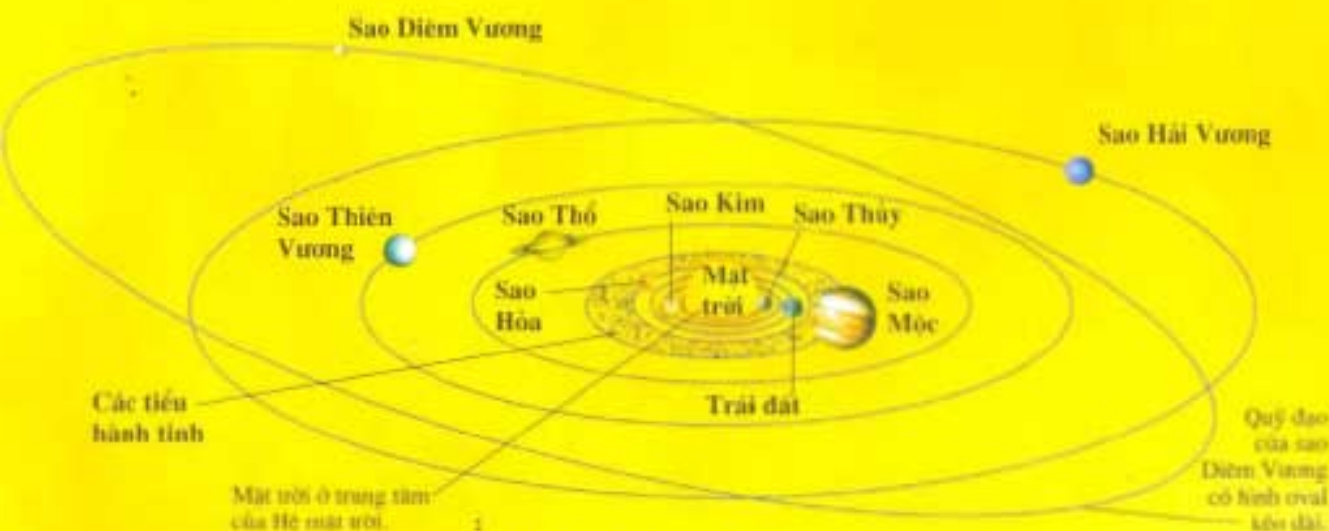 Sao Diêm Vương
Sao Hải Vương
Sao Thiên
Vương
Sao Thổ
Sao Kim
Sao Thủy
Sao
Hỏa
Mặt
trời
Sao
Mộc
Các tiểu
hành tinh
Trái đất
Mặt trời ở trung tâm
của Hệ mặt trời.
Quỹ đạo
của sao
Diêm Vương
có hình oval
kéo dài